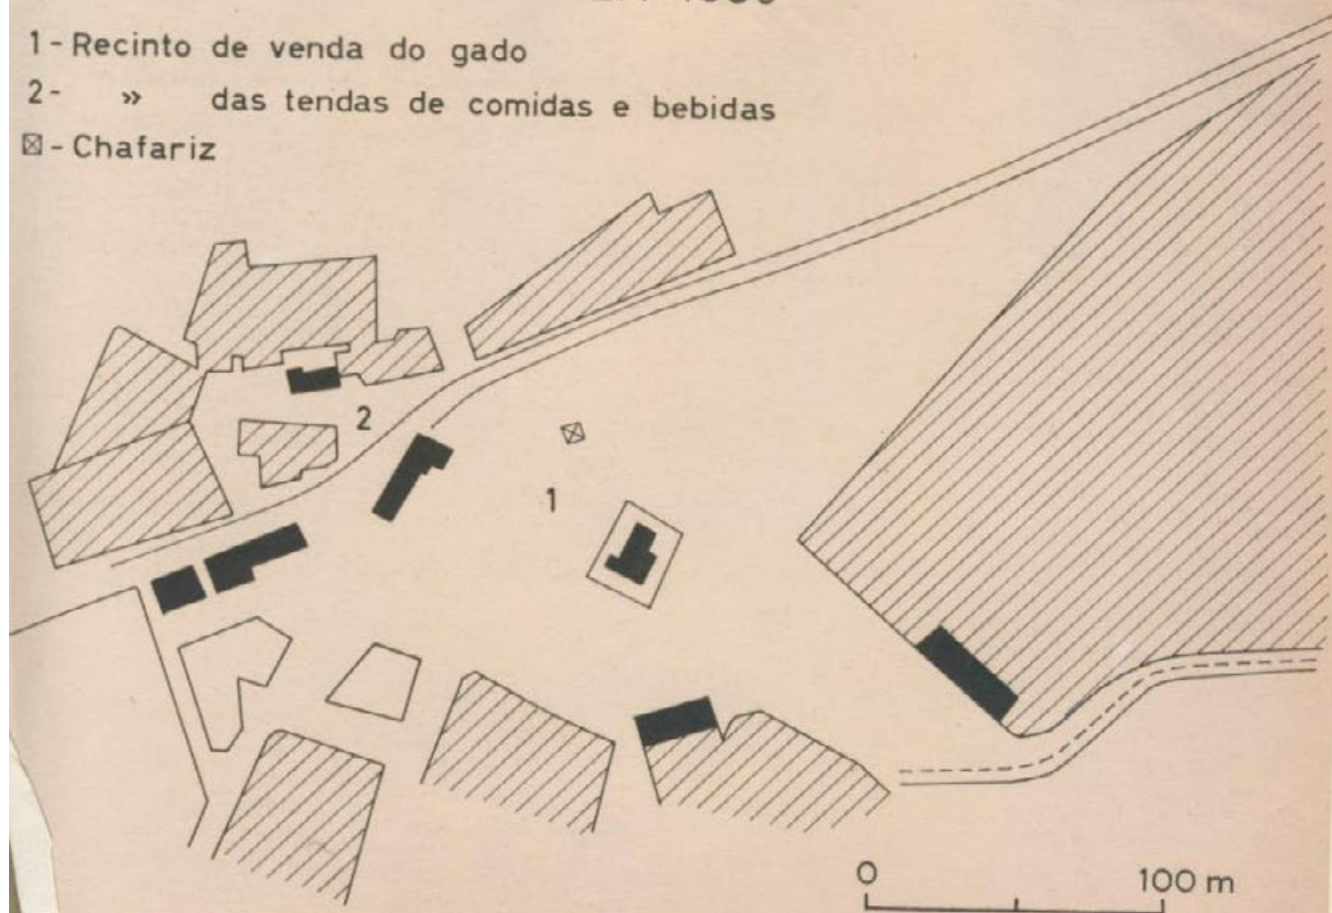 1 - Recinto de venda do gado
2 - » das tendas de comidas e bebidas
⊠ - Chafariz
2
1
0 100 m